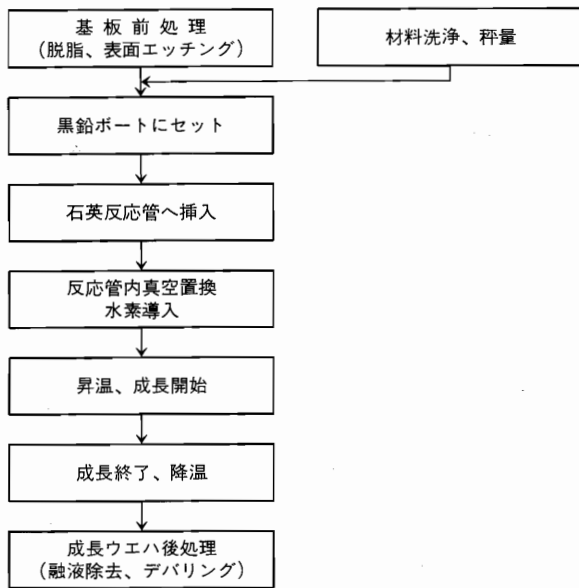 基板前処理
(脱脂、表面エッチング)
材料洗浄、秤量
黒鉛ボートにセット
石英反応管へ挿入
反応管内真空置換
水素導入
昇温、成長開始
成長終了、降温
成長ウエハ後処理
(融液除去、デバリング)